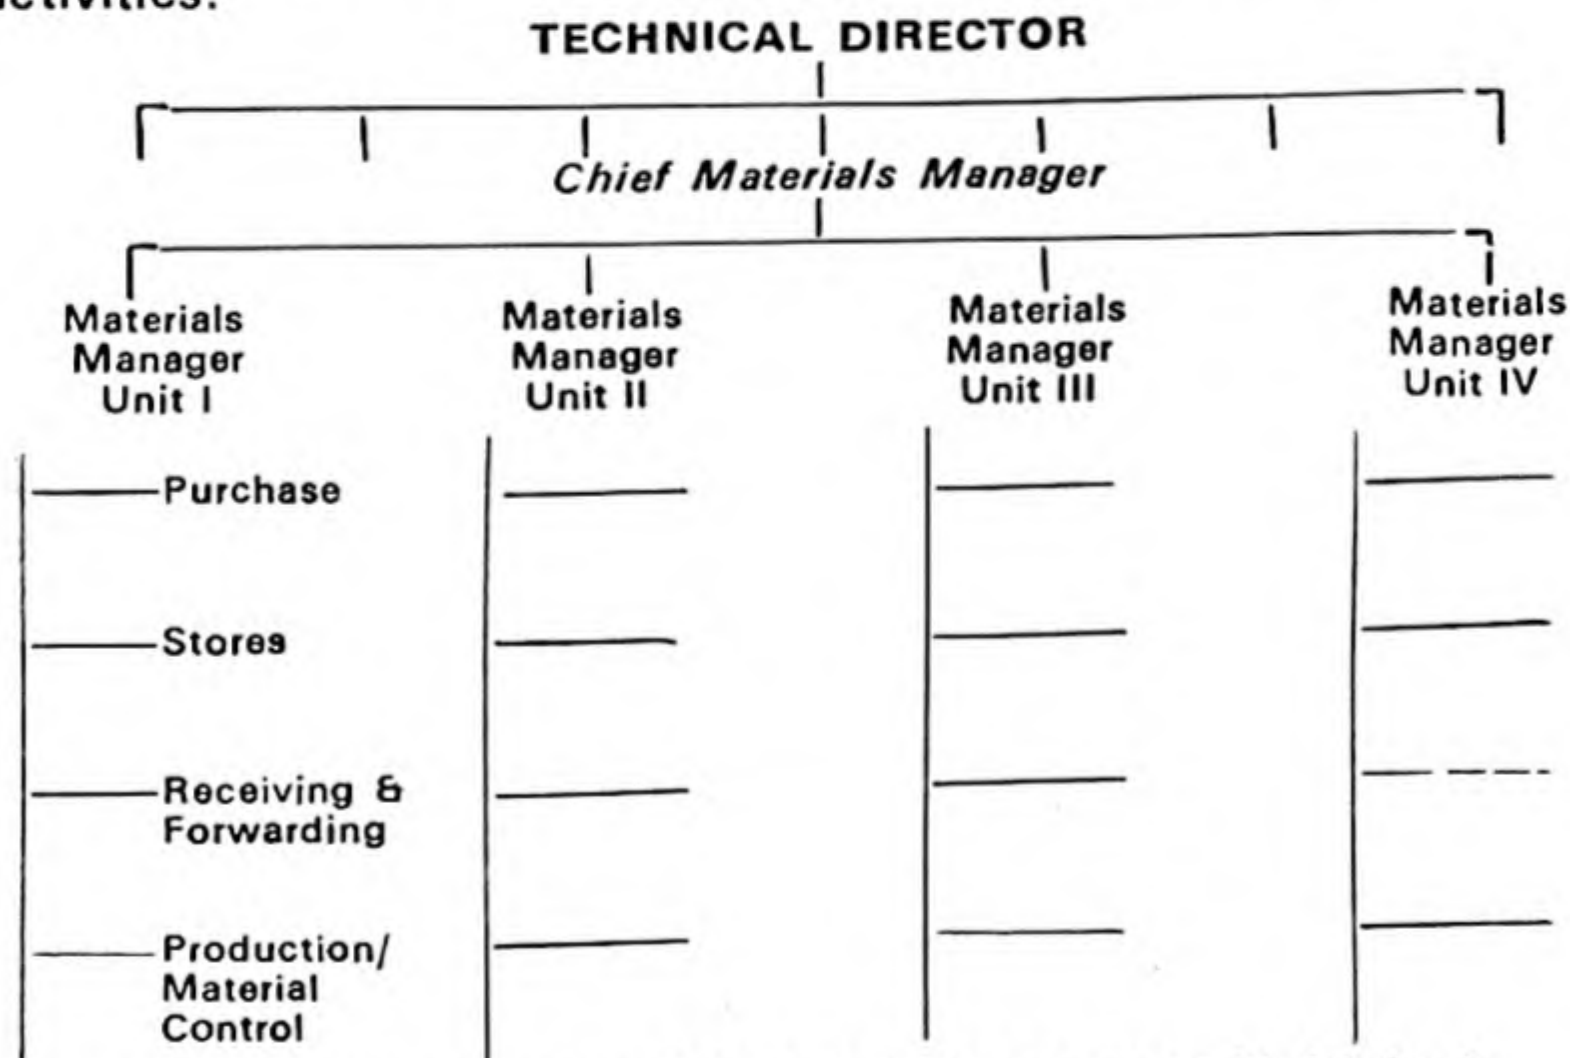 TECHNICAL DIRECTOR
Chief Materials Manager
Materials
Manager
Unit I
Materials
Manager
Unit II
Materials
Manager
Unit III
Materials
Manager
Unit IV
Purchase
Stores
Receiving &
Forwarding
Production/
Material
Control